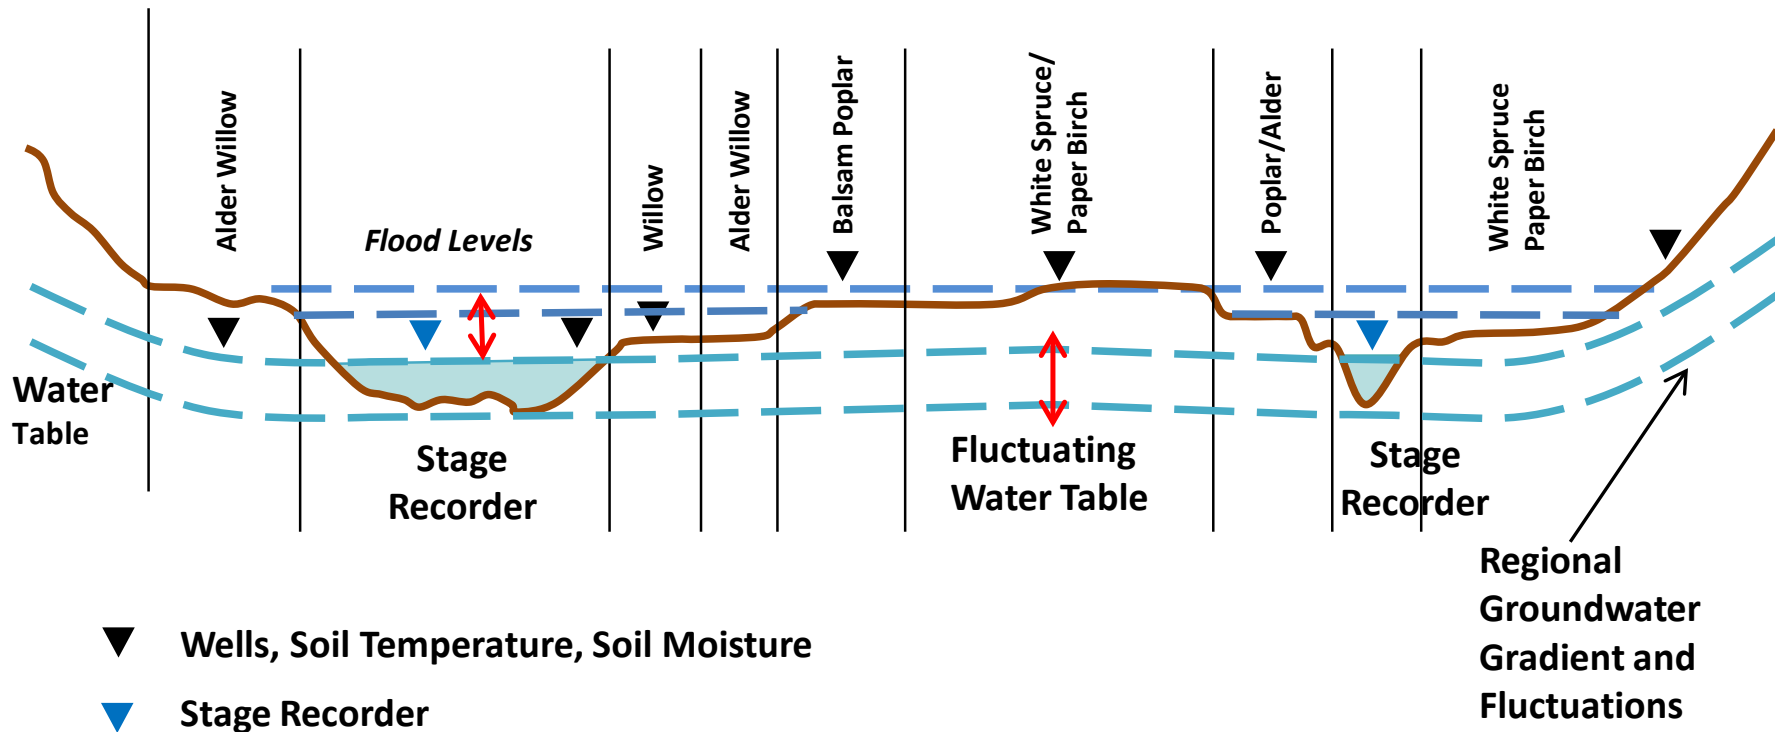 Alder Willow
Flood Levels
Willow
Alder Willow
Balsam Poplar
White Spruce/
Paper Birch
Poplar/Alder
White Spruce
Paper Birch
Water
Table
Stage
Recorder
Fluctuating
Water Table
Stage
Recorder
Regional
Groundwater
Gradient and
Fluctuations
Wells, Soil Temperature, Soil Moisture
Stage Recorder